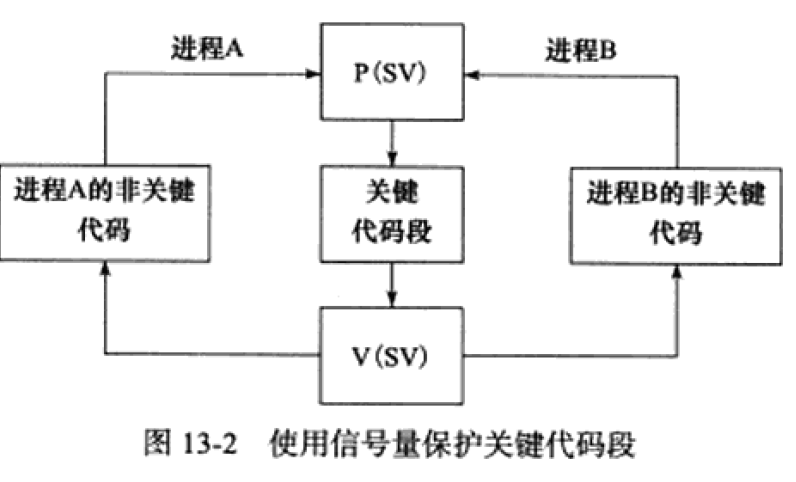 进程A
P(SV)
进程B
进程A的非关键
代码
关键
代码段
进程B的非关键
代码
V(SV)
图 13-2 使用信号量保护关键代码段